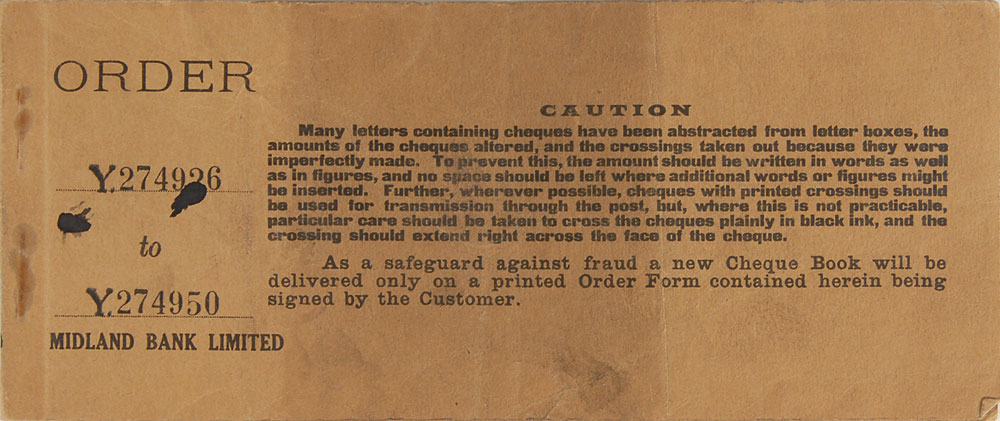 ORDER
Y.274926
to
Y.274950
MIDLAND BANK LIMITED
CAUTION
Many letters containing cheques have been abstracted from letter boxes, the
amounts of the cheques altered, and the crossings taken out because they were
imperfectly made. To prevent this, the amount should be written in words as well
as in figures, and no space should be left where additional words or figures might
be inserted. Further, wherever possible, cheques with printed crossings should
be used for transmission through the post, but, where this is not practicable,
particular care should be taken to cross the cheques plainly in black ink, and the
crossing should extend right across the face of the cheque.
As a safeguard against fraud a new Cheque Book will be
delivered only on a printed Order Form contained herein being
signed by the Customer.